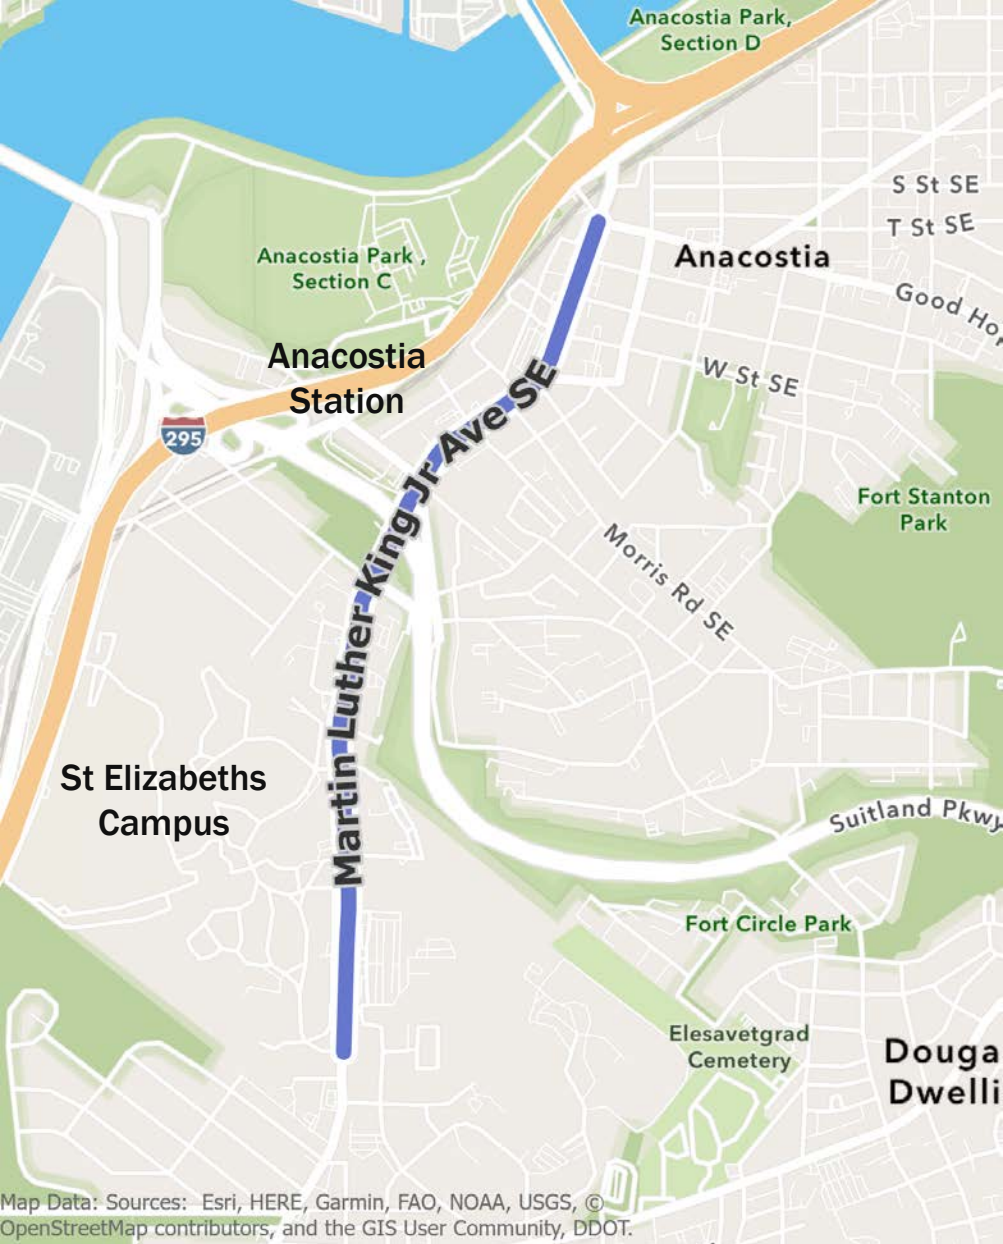 Anacostia Park,
Section D
S St SE
T St SE
Anacostia
Anacostia Park ,
Section C
Good Hor
Anacostia
Station
W St SE
Martin Luther King Jr Ave SE
295
Fort Stanton
Park
Morris Rd SE
St Elizabeths
Campus
Suitland Pkwy
Fort Circle Park
Elesavetgrad
Cemetery
Douga
Dwelli
Map Data: Sources: Esri, HERE, Garmin, FAO, NOAA, USGS, ©
OpenStreetMap contributors, and the GIS User Community, DDOT.